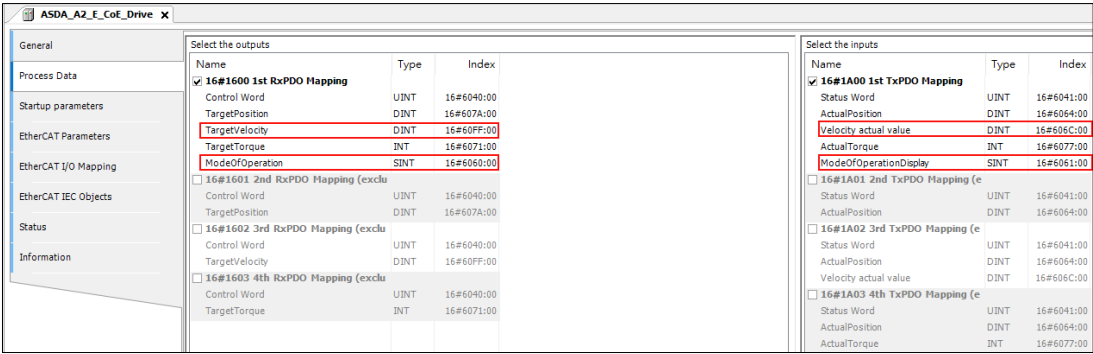 ASDA_A2_E_CoE_Drive X
General
Process Data
Startup parameters
EtherCAT Parameters
EtherCAT I/O Mapping
EtherCAT IEC Objects
Status
Information
Select the outputs
Name Type Index
16#1600 1st RxPDO Mapping
Control Word UINT 16#6040:00
TargetPosition DINT 16#607A:00
TargetVelocity DINT 16#60FF:00
TargetTorque INT 16#6071:00
ModeOfOperation SINT 16#6060:00
16#1601 2nd RxPDO Mapping (exclu
Control Word UINT 16#6040:00
TargetPosition DINT 16#607A:00
16#1602 3rd RxPDO Mapping (exclu
Control Word UINT 16#6040:00
TargetVelocity DINT 16#60FF:00
16#1603 4th RxPDO Mapping (exclu
Control Word UINT 16#6040:00
TargetTorque INT 16#6071:00
Select the inputs
Name Type Index
16#1A00 1st TxPDO Mapping
Status Word UINT 16#6041:00
ActualPosition DINT 16#6064:00
Velocity actual value DINT 16#606C:00
ActualTorque INT 16#6077:00
ModeOfOperationDisplay SINT 16#6061:00
16#1A01 2nd TxPDO Mapping (e
Status Word UINT 16#6041:00
ActualPosition DINT 16#6064:00
16#1A02 3rd TxPDO Mapping (e
Status Word UINT 16#6041:00
ActualPosition DINT 16#6064:00
Velocity actual value DINT 16#606C:00
16#1A03 4th TxPDO Mapping (e
Status Word UINT 16#6041:00
ActualPosition DINT 16#6064:00
ActualTorque INT 16#6077:00